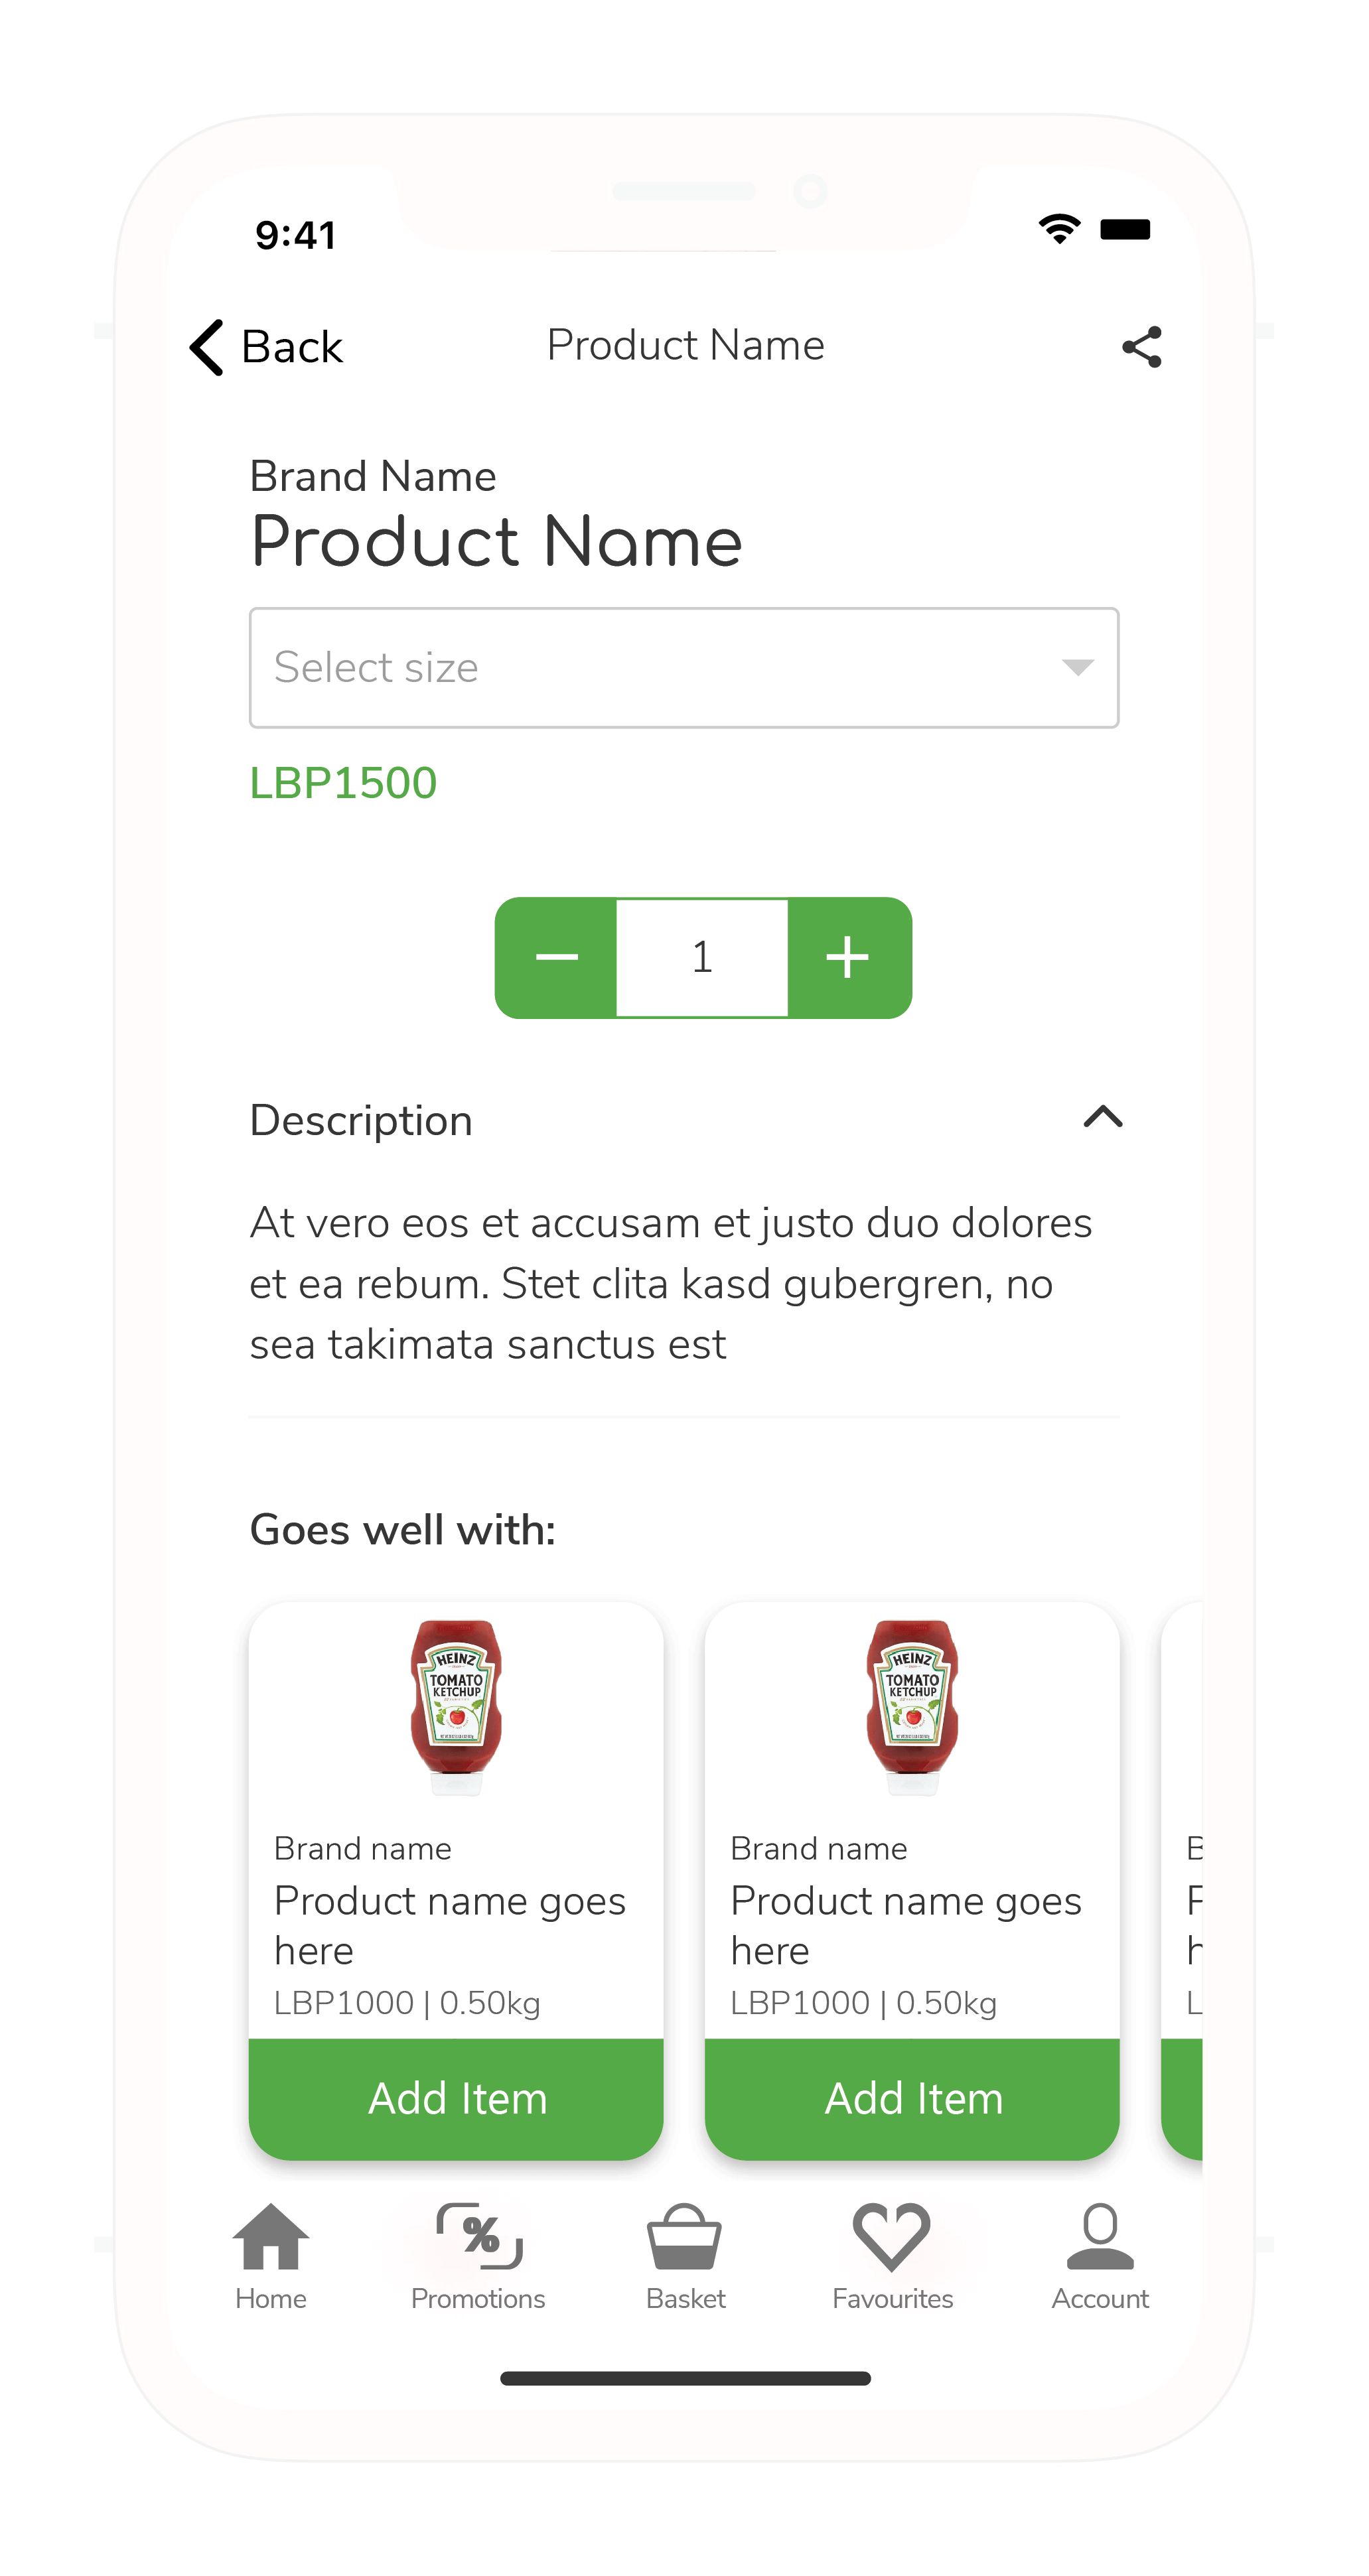 9:41
Back
Product Name
Brand Name
Product Name
Select size
LBP1500
1
Description
At vero eos et accusam et justo duo dolores
et ea rebum. Stet clita kasd gubergren, no
sea takimata sanctus est
Goes well with:
HEINZ
TOMATO
KETCHUP
Brand name
Product name goes
here
LBP1000 | 0.50kg
Add Item
HEINZ
TOMATO
KETCHUP
Brand name
Product name goes
here
LBP1000 | 0.50kg
Add Item
Home
Promotions
Basket
Favourites
Account